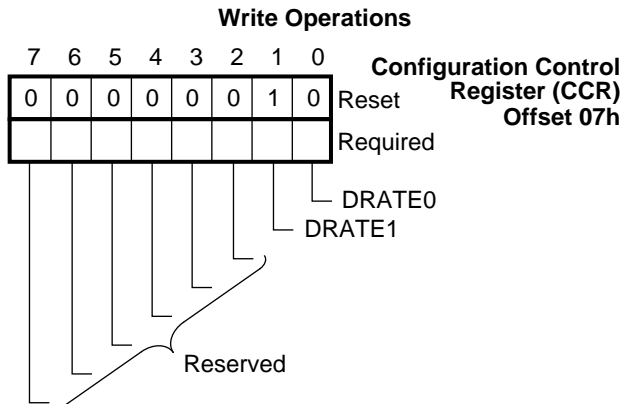 Write Operations
7 6 5 4 3 2 1 0
Configuration Control
Register (CCR)
Offset 07h
0 0 0 0 0 0 1 0 Reset
Required
DRATE0
DRATE1
Reserved